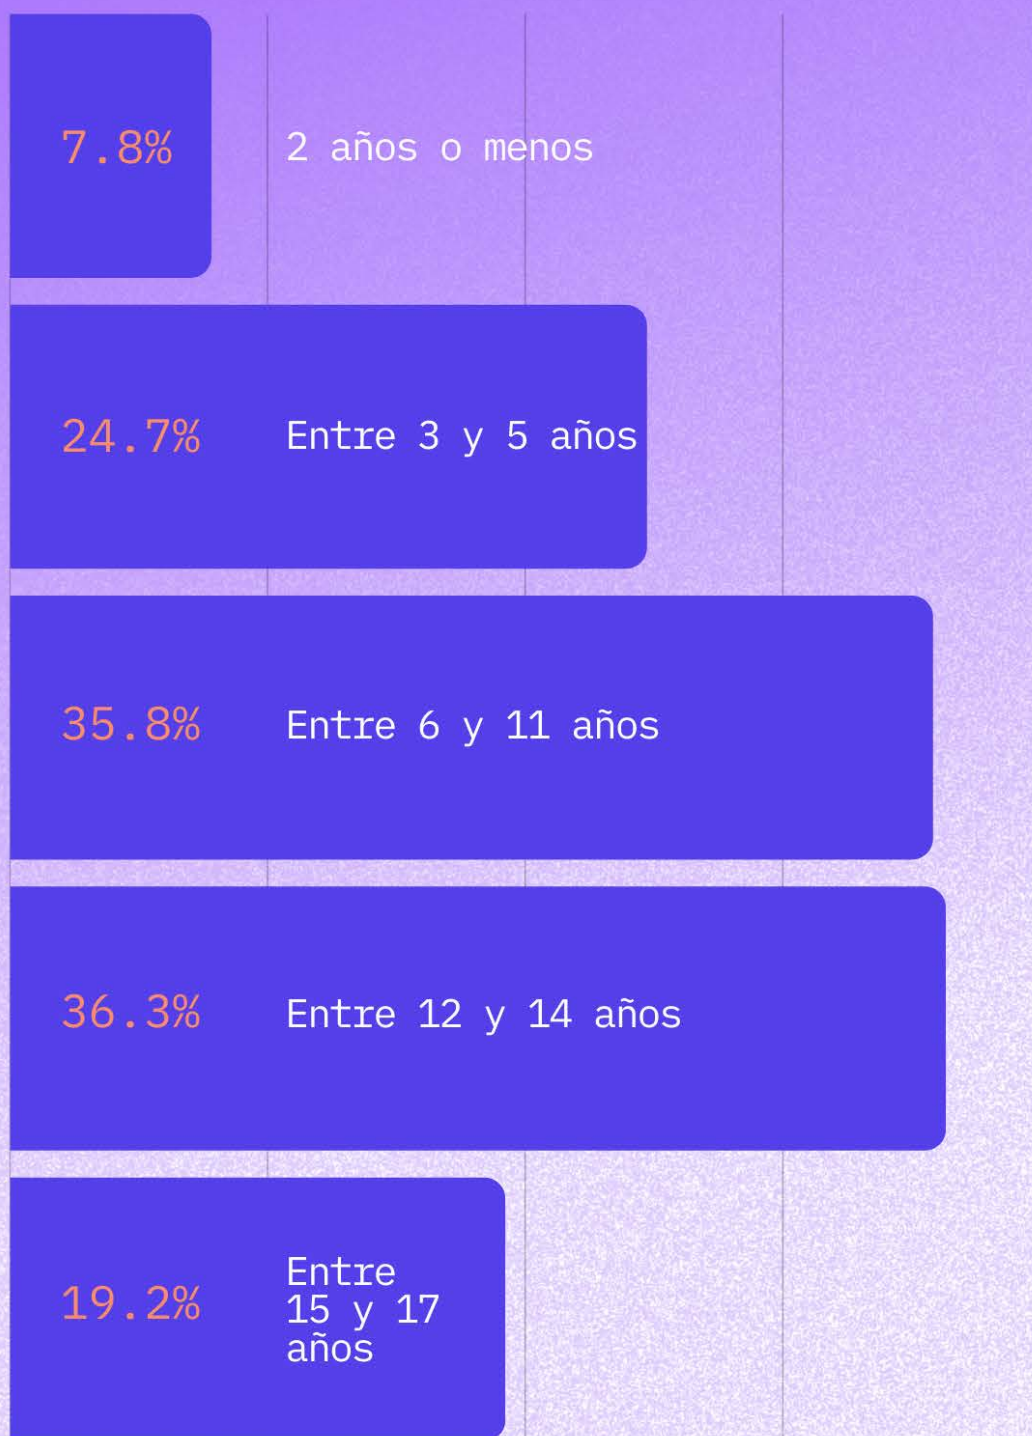 7.8% 2 años o menos
24.7% Entre 3 y 5 años
35.8% Entre 6 y 11 años
36.3% Entre 12 y 14 años
19.2% Entre
15 y 17
años